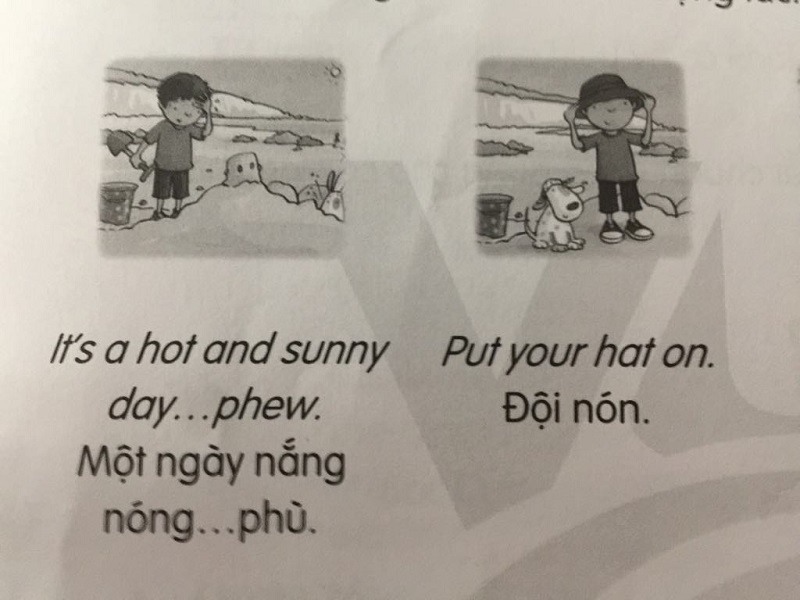 It's a hot and sunny
day...phew.
Một ngày nắng
nóng...phù.
Put your hat on.
Đội nón.